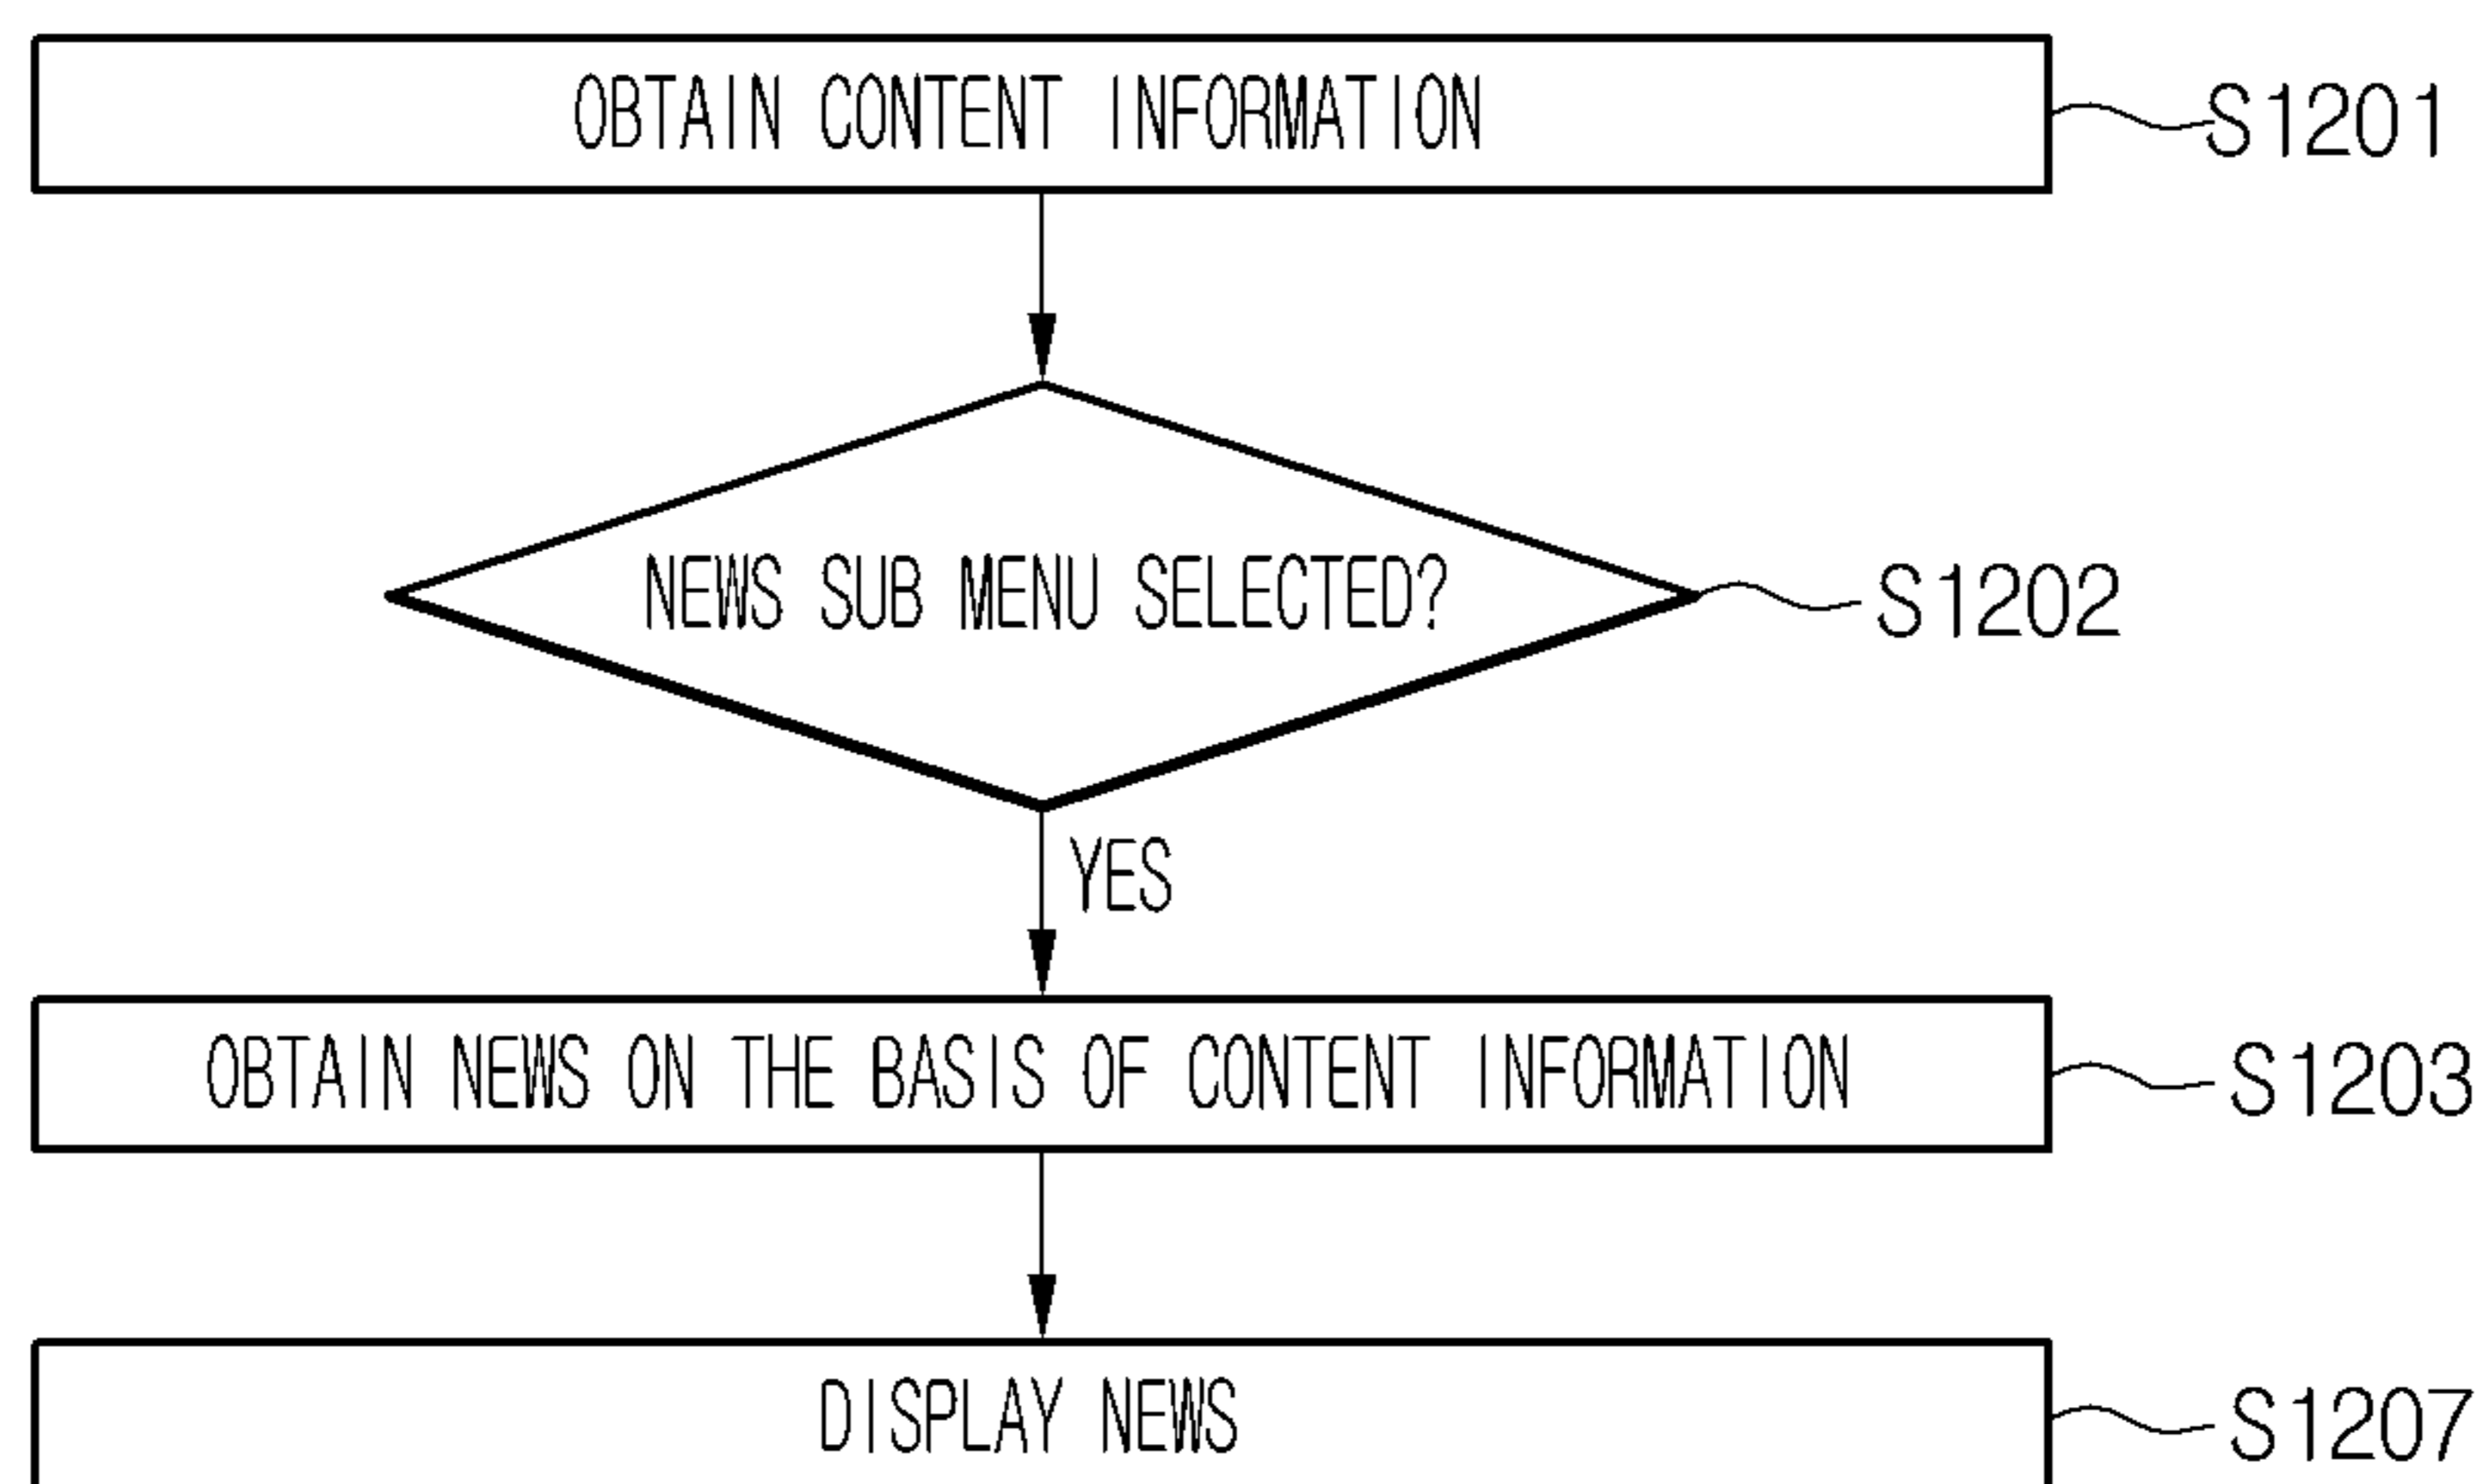 OBTAIN CONTENT INFORMATION
S1201
NEWS SUB MENU SELECTED?
S1202
YES
OBTAIN NEWS ON THE BASIS OF CONTENT INFORMATION
S1203
DISPLAY NEWS
S1207